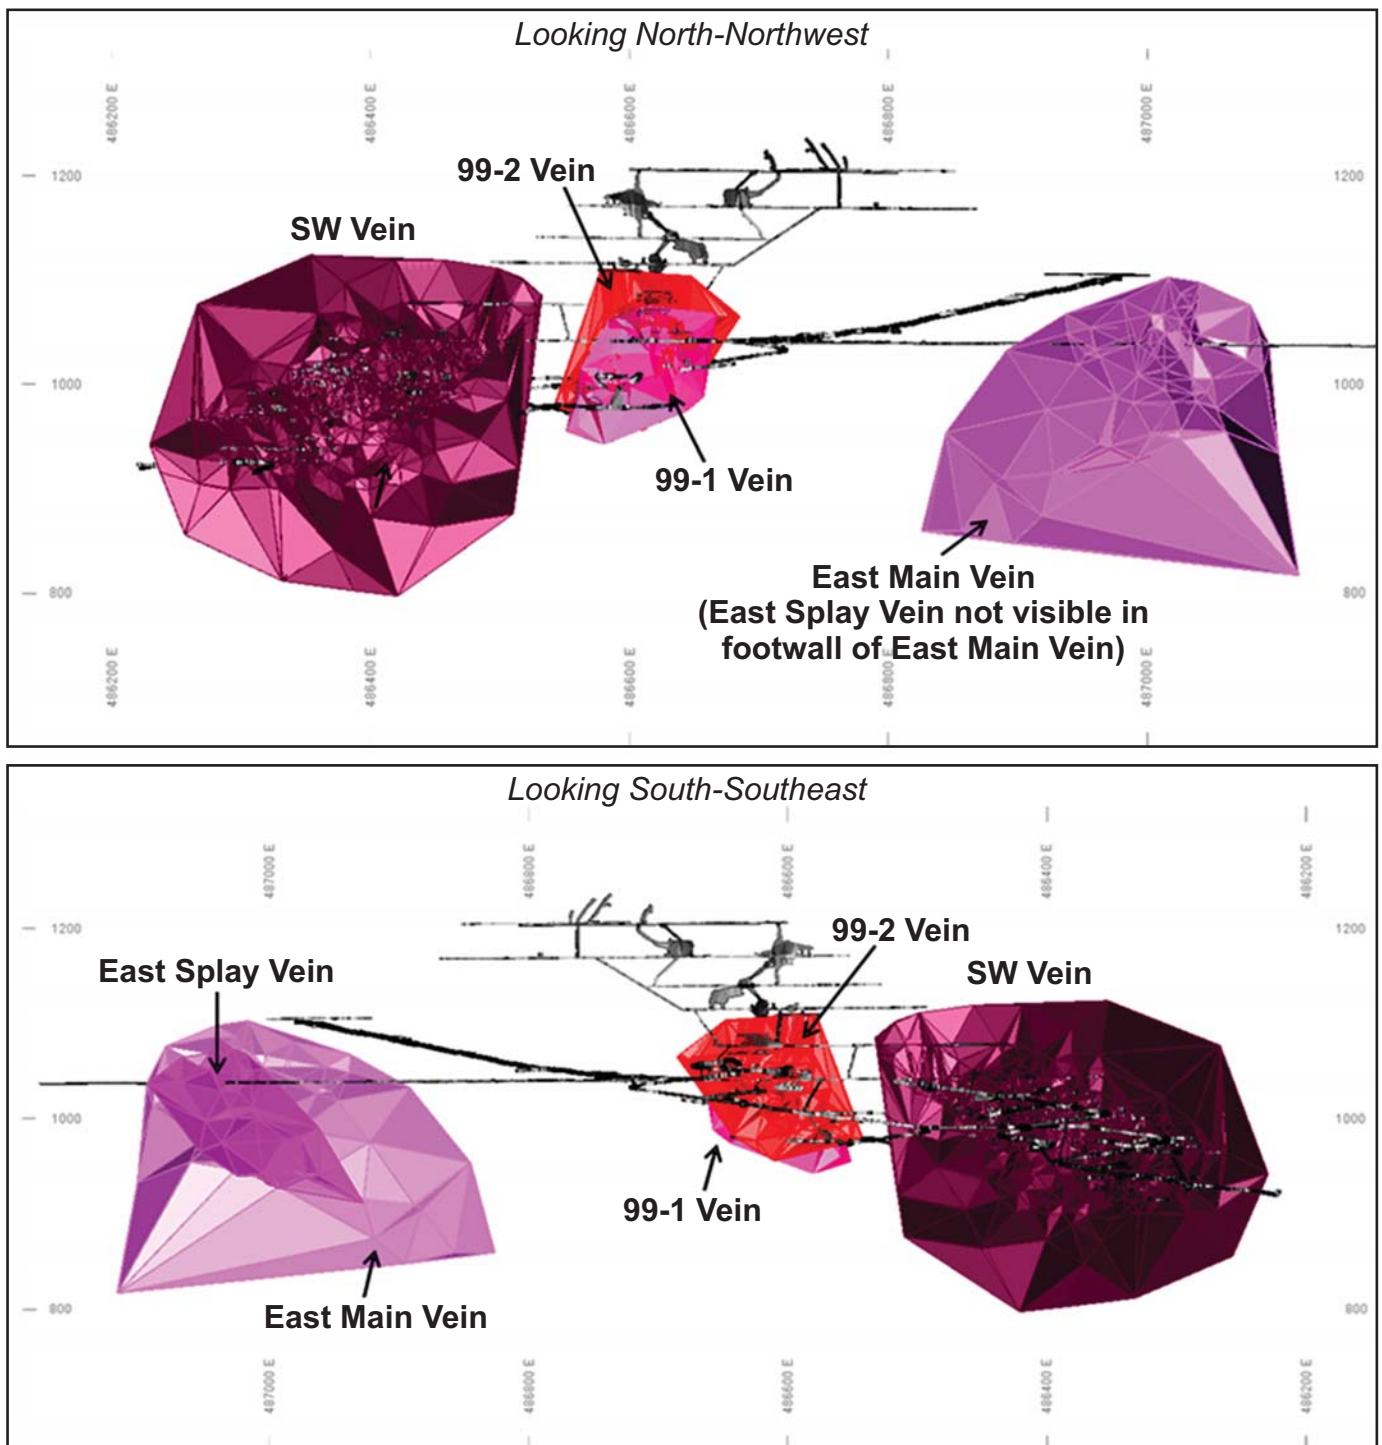 Looking North-Northwest
486200 E
486400 E
486600 E
486800 E
487000 E
99-2 Vein
1200
1200
SW Vein
1000
1000
99-1 Vein
East Main Vein
(East Splay Vein not visible in
footwall of East Main Vein)
800
800
486200 E
486400 E
486600 E
486800 E
487000 E
Looking South-Southeast
487000 E
486800 E
486600 E
486400 E
486200 E
1200
1200
99-2 Vein
East Splay Vein
SW Vein
1000
1000
99-1 Vein
800
800
East Main Vein
487000 E
486800 E
486600 E
486400 E
486200 E